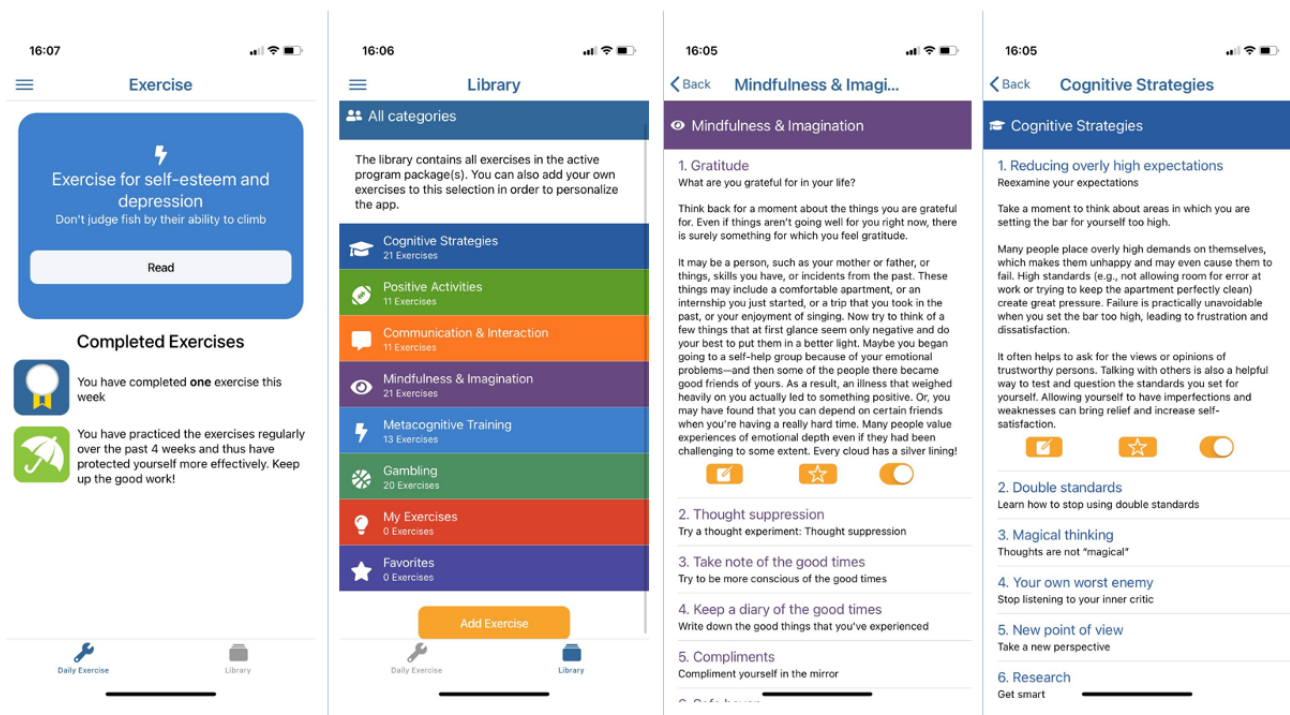 16:07
Exercise
Exercise for self-esteem and
depression
Don't judge fish by their ability to climb
Read
Completed Exercises
You have completed one exercise this
week
You have practiced the exercises regularly
over the past 4 weeks and thus have
protected yourself more effectively. Keep
up the good work!
Daily Exercise
Library
16:06
Library
All categories
The library contains all exercises in the active
program package(s). You can also add your own
exercises to this selection in order to personalize
the app.
Cognitive Strategies
21 Exercises
Positive Activities
11 Exercises
Communication & Interaction
11 Exercises
Mindfulness & Imagination
21 Exercises
Metacognitive Training
13 Exercises
Gambling
20 Exercises
My Exercises
0 Exercises
Favorites
0 Exercises
Add Exercise
Daily Exercise
Library
16:05
Back
Mindfulness & Imagi...
Mindfulness & Imagination
1. Gratitude
What are you grateful for in your life?
Think back for a moment about the things you are grateful
for. Even if things aren't going well for you right now, there
is surely something for which you feel gratitude.
It may be a person, such as your mother or father, or
things, skills you have, or incidents from the past. These
things may include a comfortable apartment, or an
internship you just started, or a trip that you took in the
past, or your enjoyment of singing. Now try to think of a
few things that at first glance seem only negative and do
your best to put them in a better light. Maybe you began
going to a self-help group because of your emotional
problems—and then some of the people there became
good friends of yours. As a result, an illness that weighed
heavily on you actually led to something positive. Or, you
may have found that you can depend on certain friends
when you're having a really hard time. Many people value
experiences of emotional depth even if they had been
challenging to some extent. Every cloud has a silver lining!
2. Thought suppression
Try a thought experiment: Thought suppression
3. Take note of the good times
Try to be more conscious of the good times
4. Keep a diary of the good times
Write down the good things that you've experienced
5. Compliments
Compliment yourself in the mirror
16:05
Back
Cognitive Strategies
Cognitive Strategies
1. Reducing overly high expectations
Reexamine your expectations
Take a moment to think about areas in which you are
setting the bar for yourself too high.
Many people place overly high demands on themselves,
which makes them unhappy and may even cause them to
fail. High standards (e.g., not allowing room for error at
work or trying to keep the apartment perfectly clean)
create great pressure. Failure is practically unavoidable
when you set the bar too high, leading to frustration and
dissatisfaction.
It often helps to ask for the views or opinions of
trustworthy persons. Talking with others is also a helpful
way to test and question the standards you set for
yourself. Allowing yourself to have imperfections and
weaknesses can bring relief and increase self-
satisfaction.
2. Double standards
Learn how to stop using double standards
3. Magical thinking
Thoughts are not "magical"
4. Your own worst enemy
Stop listening to your inner critic
5. New point of view
Take a new perspective
6. Research
Get smart